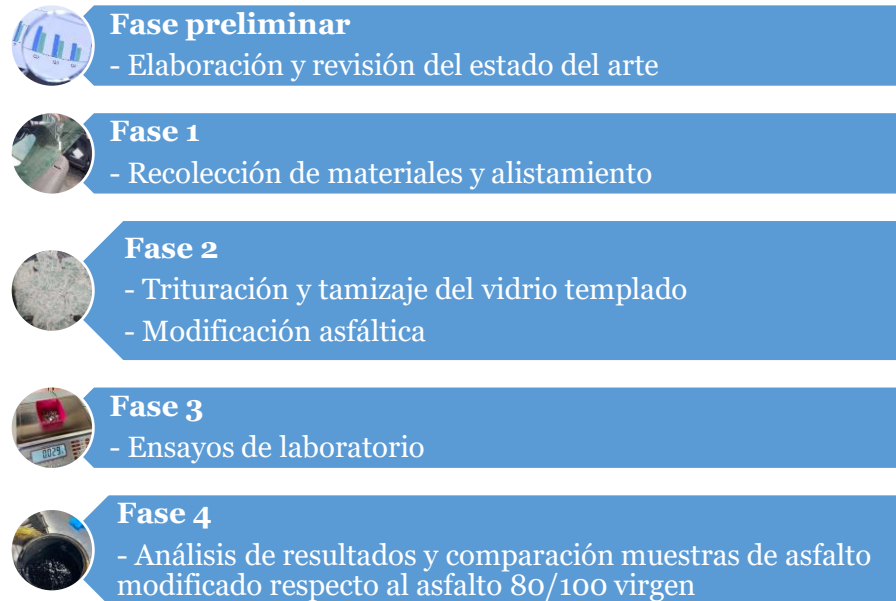 Fase preliminar
- Elaboración y revisión del estado del arte
Fase 1
- Recolección de materiales y alistamiento
Fase 2
- Trituración y tamizaje del vidrio templado
- Modificación asfáltica
Fase 3
- Ensayos de laboratorio
0.029
Fase 4
- Análisis de resultados y comparación muestras de asfalto
modificado respecto al asfalto 80/100 virgen